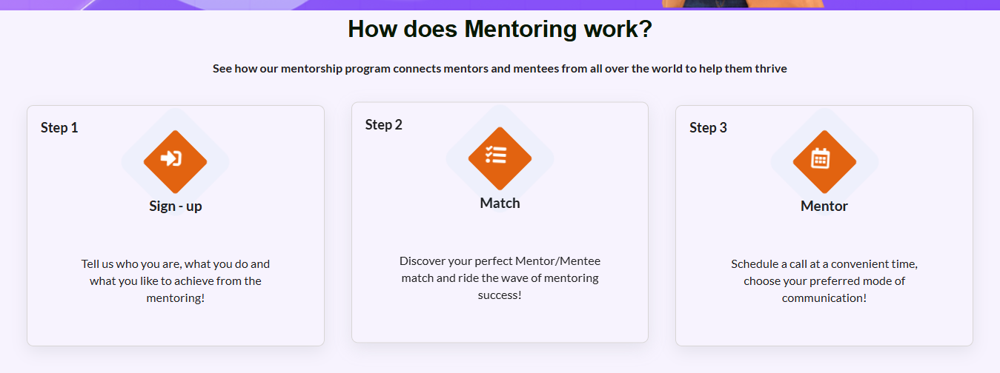 How does Mentoring work?
See how our mentorship program connects mentors and mentees from all over the world to help them thrive
Step 1
Sign - up
Tell us who you are, what you do and
what you like to achieve from the
mentoring!
Step 2
Match
Discover your perfect Mentor/Mentee
match and ride the wave of mentoring
success!
Step 3
Mentor
Schedule a call at a convenient time,
choose your preferred mode of
communication!